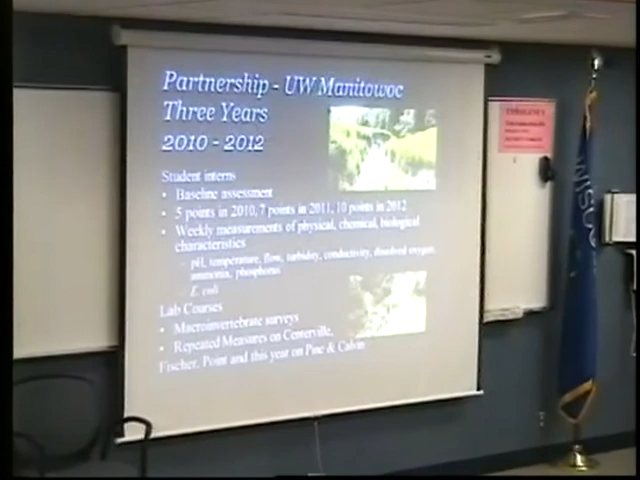 Partnership - UW Manitowoc
Three Years
2010 - 2012
Student interns
• Baseline assessment
• 5 points in 2010, 7 points in 2011, 10 points in 2012
• Weekly measurements of physical, chemical, biological
characteristics
– pH, temperature, flow, turbidity, conductivity, dissolved oxygen,
ammonia, phosphorus
– E. coli
Lab Courses
• Macroinvertebrate surveys
• Repeated Measures on Centerville,
Fischer, Point and this year on Pine & Calvin
EMERGENCY
WISCO